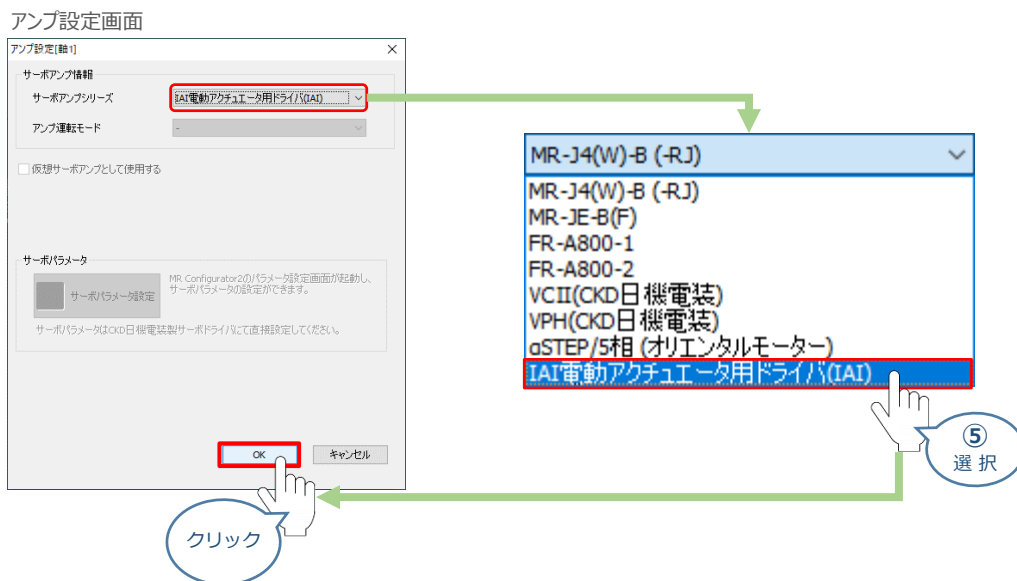 アンプ設定画面
アンプ設定[軸1]
サーボアンプ情報
サーボアンプシリーズ
IAI電動アクチュエータ用ドライバ(IAI)
アンプ運転モード
-
仮想サーボアンプとして使用する
サーボパラメータ
サーボパラメータ設定
MR Configurator2のパラメータ設定画面が起動し、
サーボパラメータの設定ができます。
サーボパラメータはCKD日機電装製サーボドライバにて直接設定してください。
OK
キャンセル
クリック
MR-J4(W)-B (-RJ)
MR-J4(W)-B (-RJ)
MR-JE-B(F)
FR-A800-1
FR-A800-2
VCII(CKD日機電装)
VPH(CKD日機電装)
αSTEP/5相 (オリエンタルモーター)
IAI電動アクチュエータ用ドライバ(IAI)
⑤
選 択